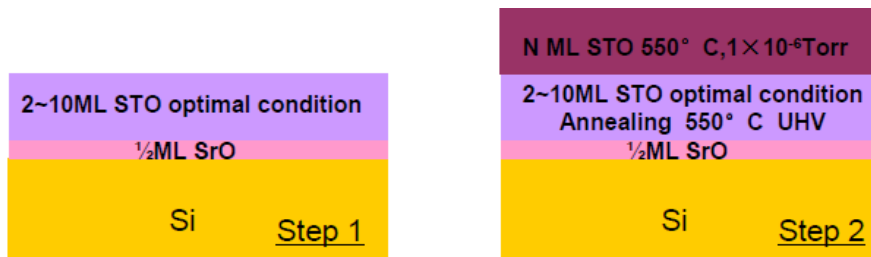 2~10ML STO optimal condition
½ML SrO
Si
Step 1
N ML STO 550° C,1×10⁻⁶Torr
2~10ML STO optimal condition
Annealing 550° C UHV
½ML SrO
Si
Step 2